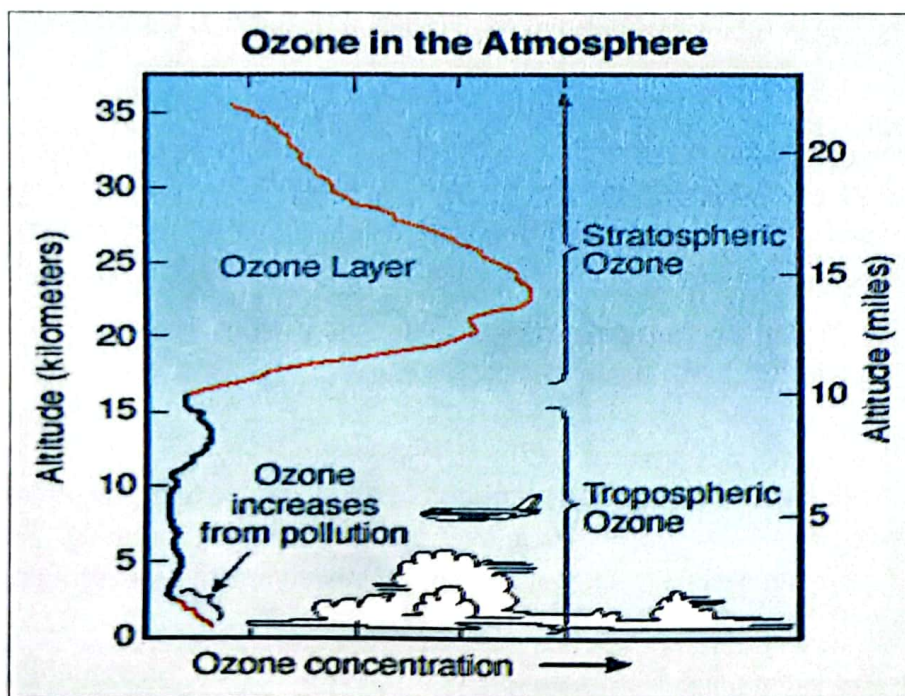 Ozone in the Atmosphere
35
30
25
20
15
10
5
0
Altitude (kilometers)
Ozone Layer
Ozone
increases
from pollution
Stratospheric
Ozone
Tropospheric
Ozone
20
15
10
5
0
Altitude (miles)
Ozone concentration